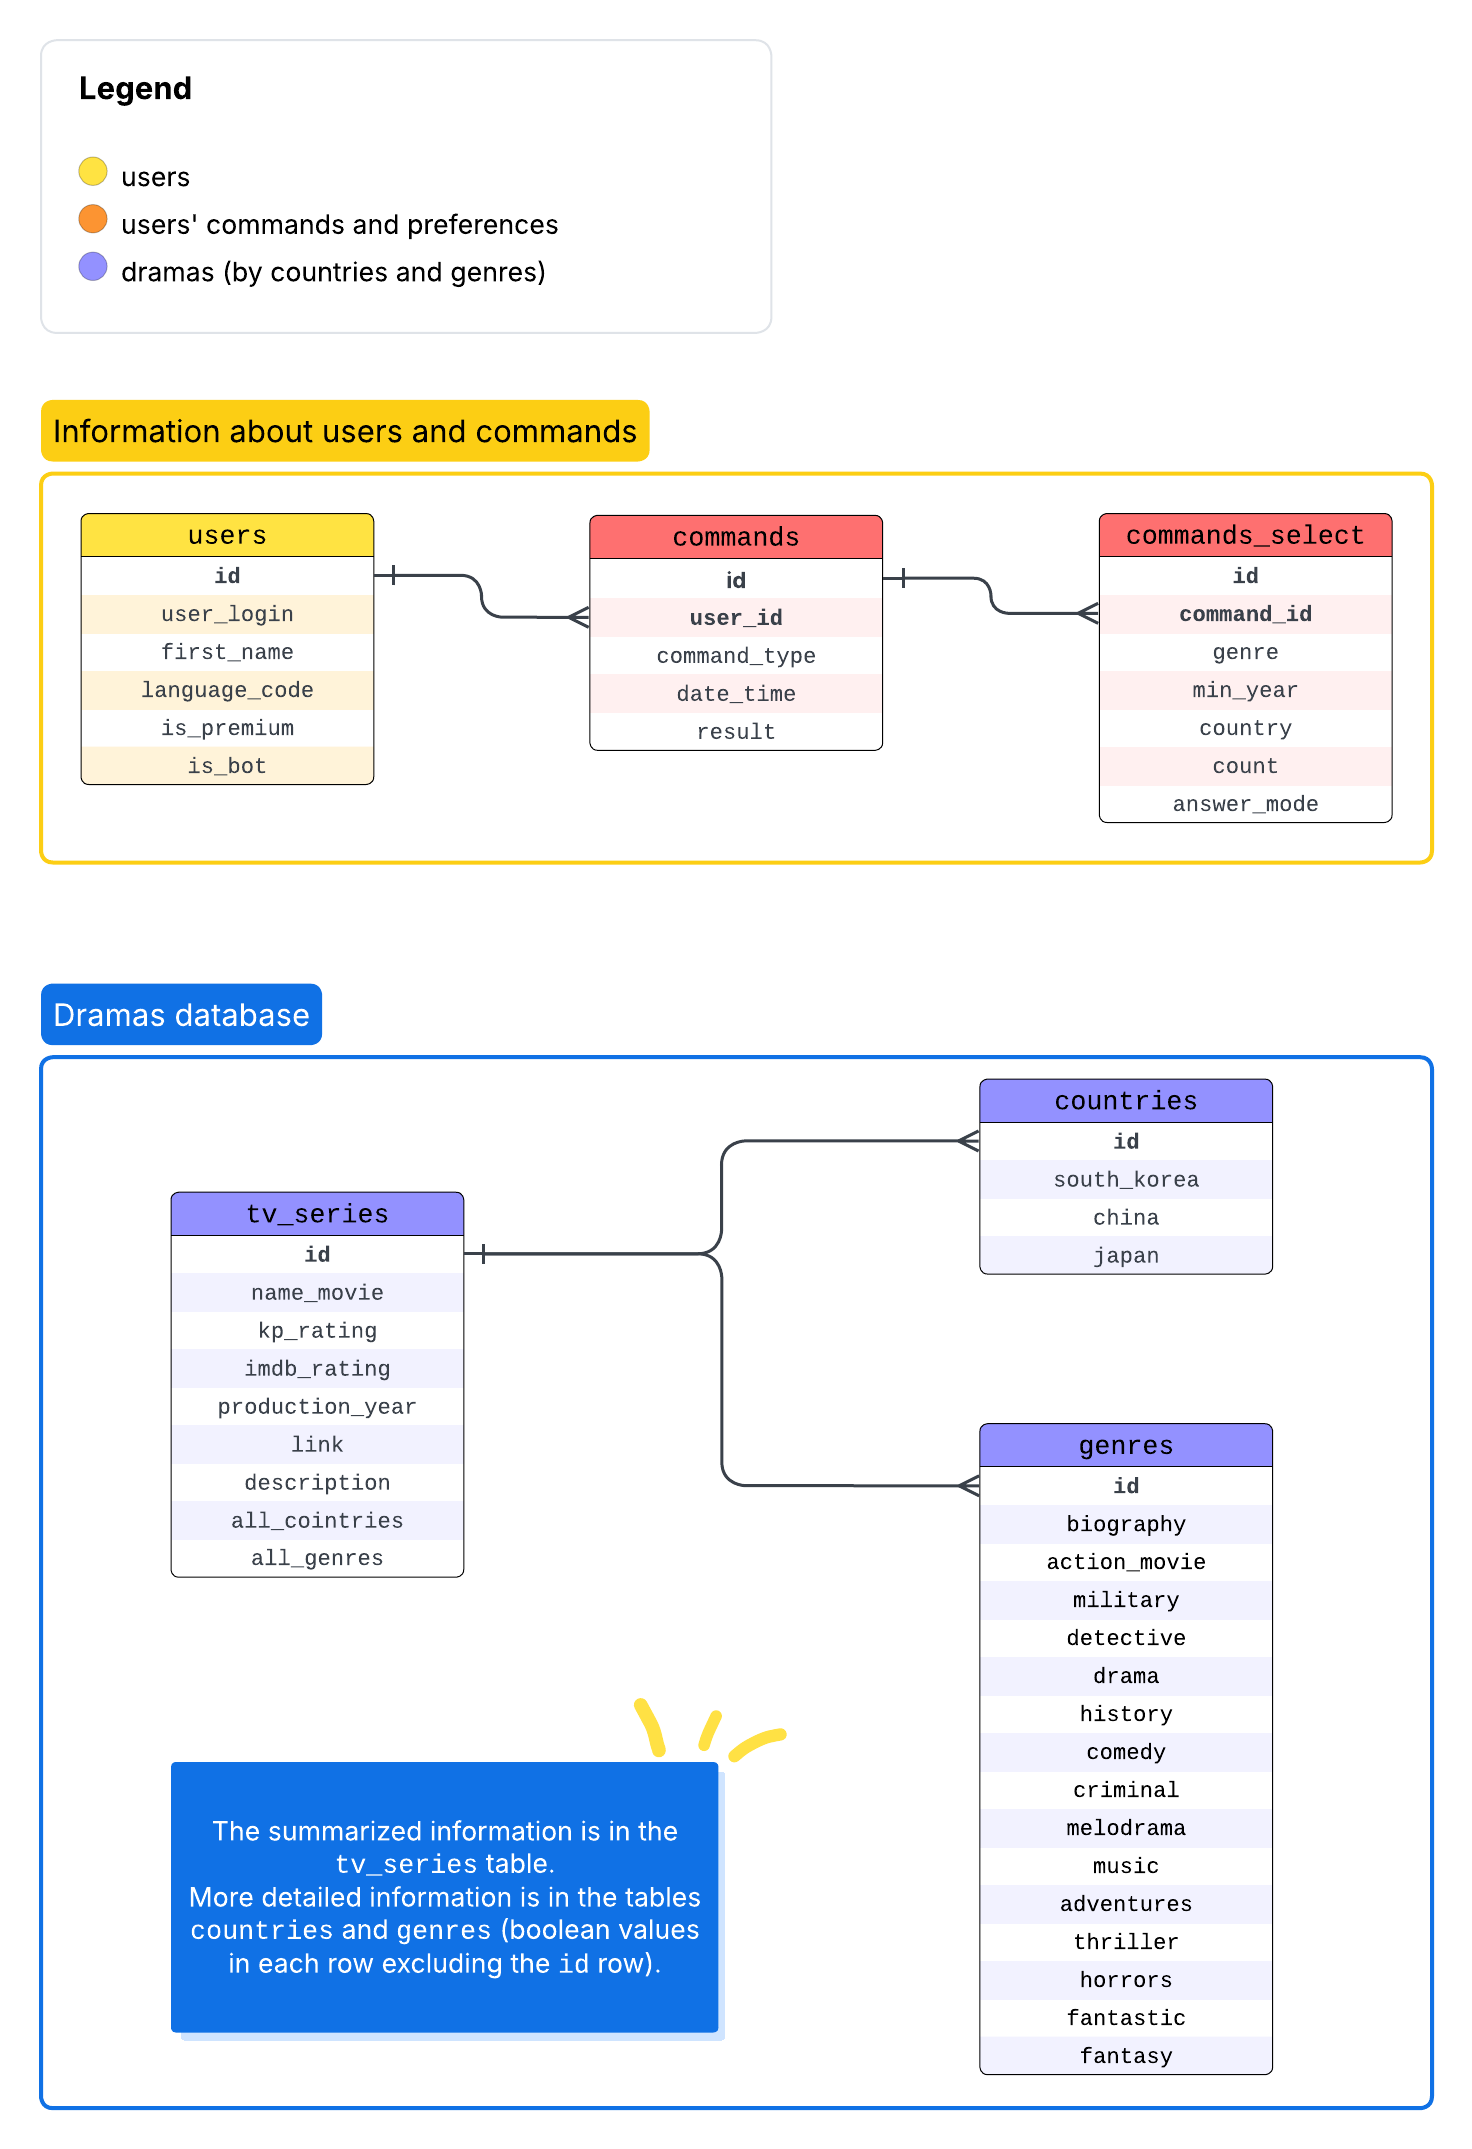 Legend
users
users' commands and preferences
dramas (by countries and genres)
Information about users and commands
users
id
user_login
first_name
language_code
is_premium
is_bot
commands
id
user_id
command_type
date_time
result
commands_select
id
command_id
genre
min_year
country
count
answer_mode
Dramas database
tv_series
id
name_movie
kp_rating
imdb_rating
production_year
link
description
all_cointries
all_genres
countries
id
south_korea
china
japan
genres
id
biography
action_movie
military
detective
drama
history
comedy
criminal
melodrama
music
adventures
thriller
horrors
fantastic
fantasy
The summarized information is in the
tv_series table.
More detailed information is in the tables
countries and genres (boolean values
in each row excluding the id row).